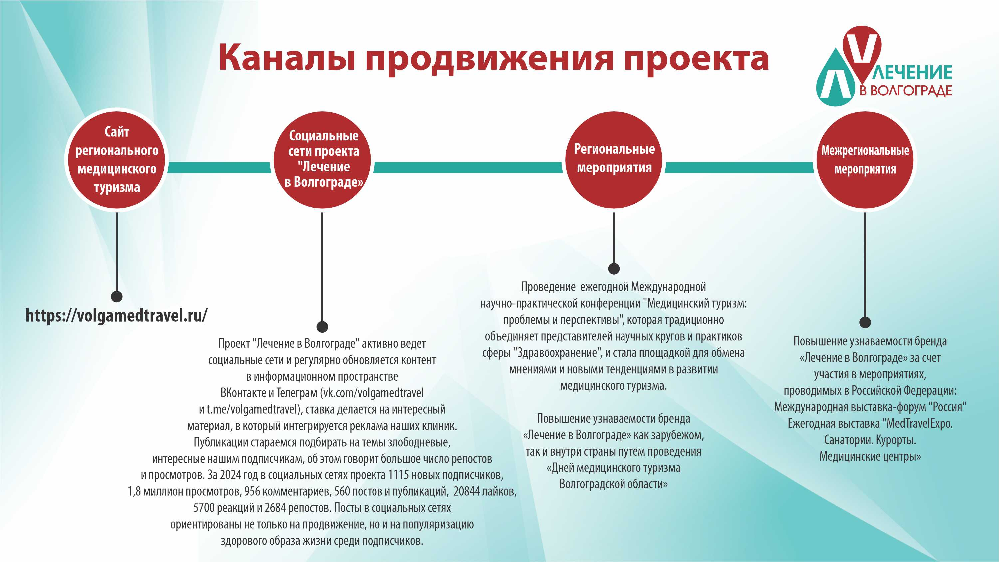 Каналы продвижения проекта
V
Л
ЛЕЧЕНИЕ
В ВОЛГОГРАДЕ
Сайт
регионального
медицинского
туризма
https://volgamedtravel.ru/
Социальные
сети проекта
"Лечение
в Волгограде»
Проект "Лечение в Волгограде" активно ведет
социальные сети и регулярно обновляется контент
в информационном пространстве
ВКонтакте и Телеграм (vk.com/volgamedtravel
и t.me/volgamedtravel), ставка делается на интересный
материал, в который интегрируется реклама наших клиник.
Публикации стараемся подбирать на темы злободневые,
интересные нашим подписчикам, об этом говорит большое число репостов
и просмотров. За 2024 год в социальных сетях проекта 1115 новых подписчиков,
1,8 миллион просмотров, 956 комментариев, 560 постов и публикаций, 20844 лайков,
5700 реакций и 2684 репостов. Посты в социальных сетях
ориентированы не только на продвижение, но и на популяризацию
здорового образа жизни среди подписчиков.
Региональные
мероприятия
Проведение ежегодной Международной
научно-практической конференции "Медицинский туризм:
проблемы и перспективы", которая традиционно
объединяет представителей научных кругов и практиков
сферы "Здравоохранение", и стала площадкой для обмена
мнениями и новыми тенденциями в развитии
медицинского туризма.
Повышение узнаваемости бренда
«Лечение в Волгограде» как зарубежом,
так и внутри страны путем проведения
«Дней медицинского туризма
Волгоградской области»
Межрегиональные
мероприятия
Повышение узнаваемости бренда
«Лечение в Волгограде» за счет
участия в мероприятиях,
проводимых в Российской Федерации:
Международная выставка-форум "Россия"
Ежегодная выставка "MedTravelExpo.
Санатории. Курорты.
Медицинские центры»